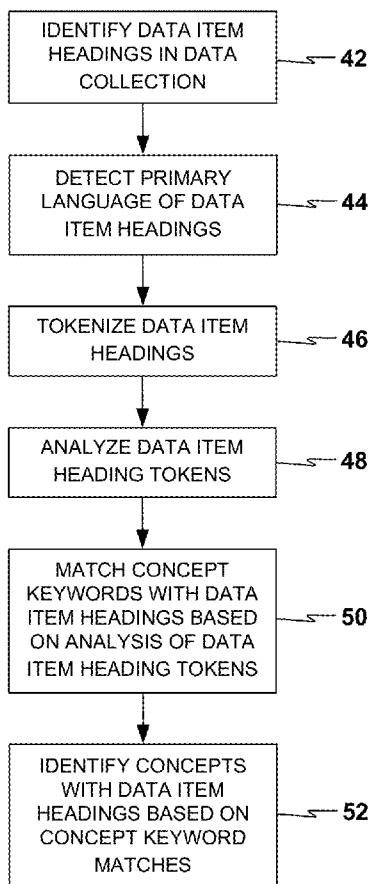 IDENTIFY DATA ITEM
HEADINGS IN DATA
COLLECTION
42
DETECT PRIMARY
LANGUAGE OF DATA
ITEM HEADINGS
44
TOKENIZE DATA ITEM
HEADINGS
46
ANALYZE DATA ITEM
HEADING TOKENS
48
MATCH CONCEPT
KEYWORDS WITH DATA
ITEM HEADINGS BASED
ON ANALYSIS OF DATA
ITEM HEADING TOKENS
50
IDENTIFY CONCEPTS
WITH DATA ITEM
HEADINGS BASED ON
CONCEPT KEYWORD
MATCHES
52